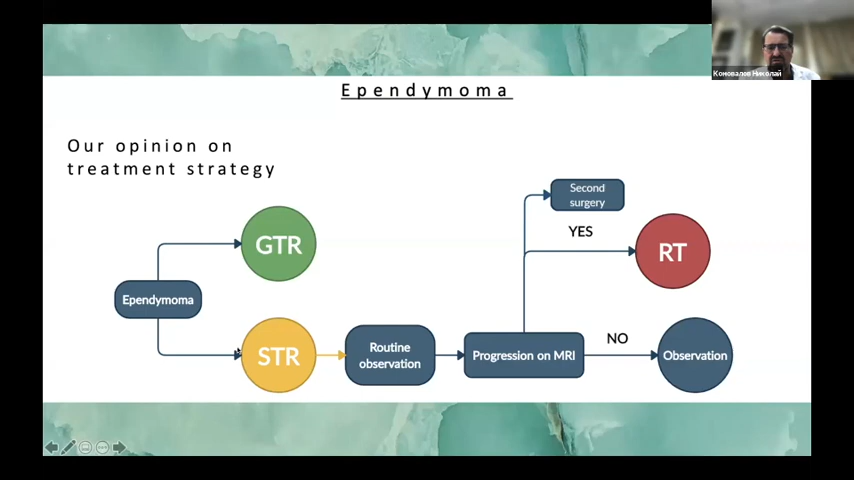 Коновалов Николай
Ependymoma
Our opinion on
treatment strategy
Second
surgery
GTR
YES
RT
Ependymoma
STR
Routine
observation
Progression on MRI
NO
Observation